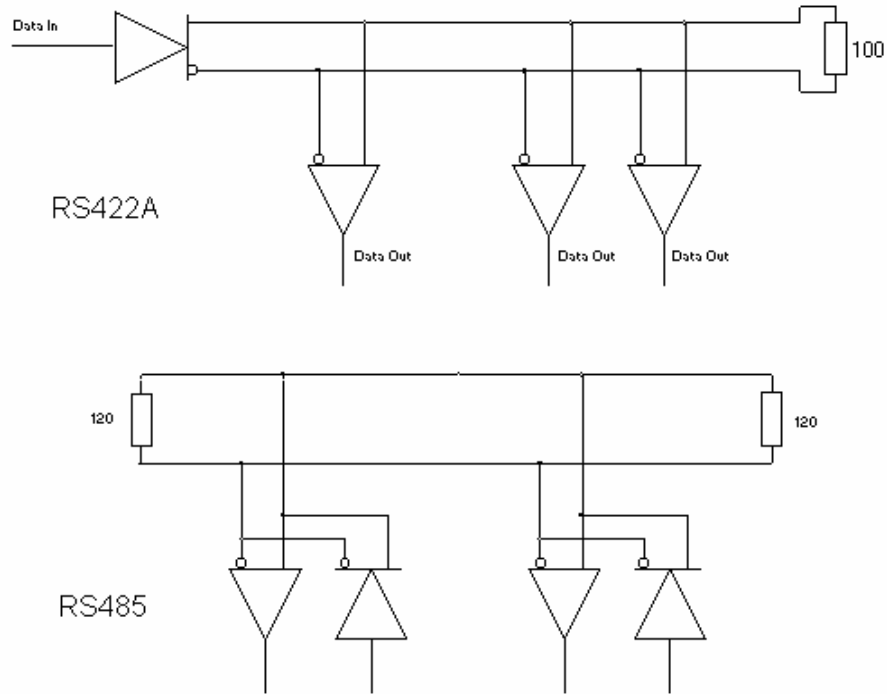 Data In
100
RS422A
Data Out
Data Out
Data Out
120
120
RS485